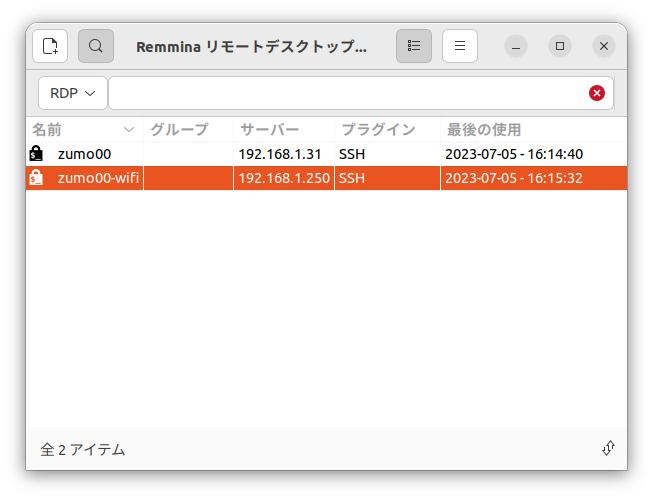 Remmina リモートデスクトップ...
RDP
名前 グループ サーバー プラグイン 最後の使用
zumo00 192.168.1.31 SSH 2023-07-05 - 16:14:40
zumo00-wifi 192.168.1.250 SSH 2023-07-05 - 16:15:32
全 2 アイテム